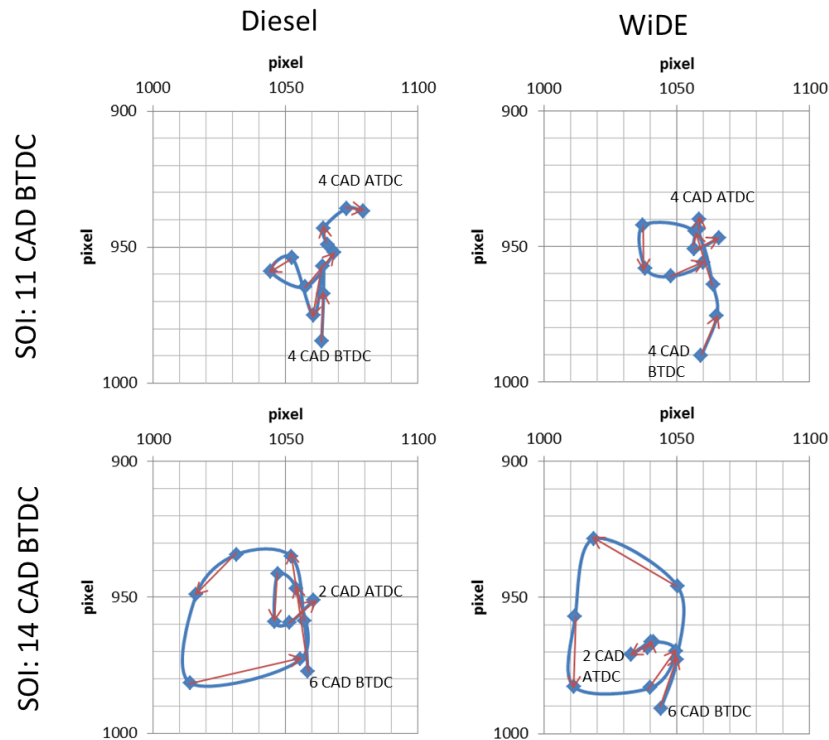 Diesel
WiDE
SOI: 11 CAD BTDC
pixel
1000 1050 1100
900
950
1000
pixel
4 CAD ATDC
4 CAD BTDC
pixel
1000 1050 1100
900
950
1000
pixel
4 CAD ATDC
4 CAD
BTDC
SOI: 14 CAD BTDC
pixel
1000 1050 1100
900
950
1000
pixel
2 CAD ATDC
6 CAD BTDC
pixel
1000 1050 1100
900
950
1000
pixel
2 CAD
ATDC
6 CAD BTDC